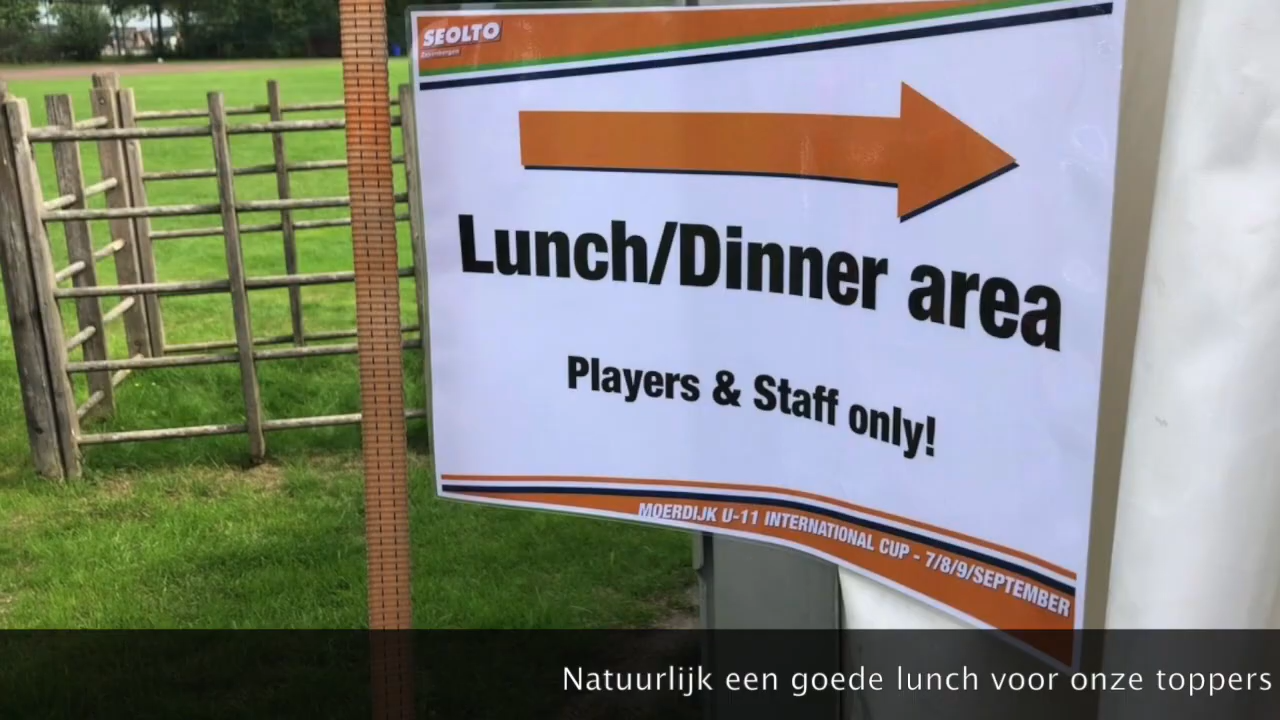 SEOLTO
Zevenbergen
Lunch/Dinner area
Players & Staff only!
MOERDIJK U-11 INTERNATIONAL CUP - 7/8/9/SEPTEMBER
Natuurlijk een goede lunch voor onze toppers